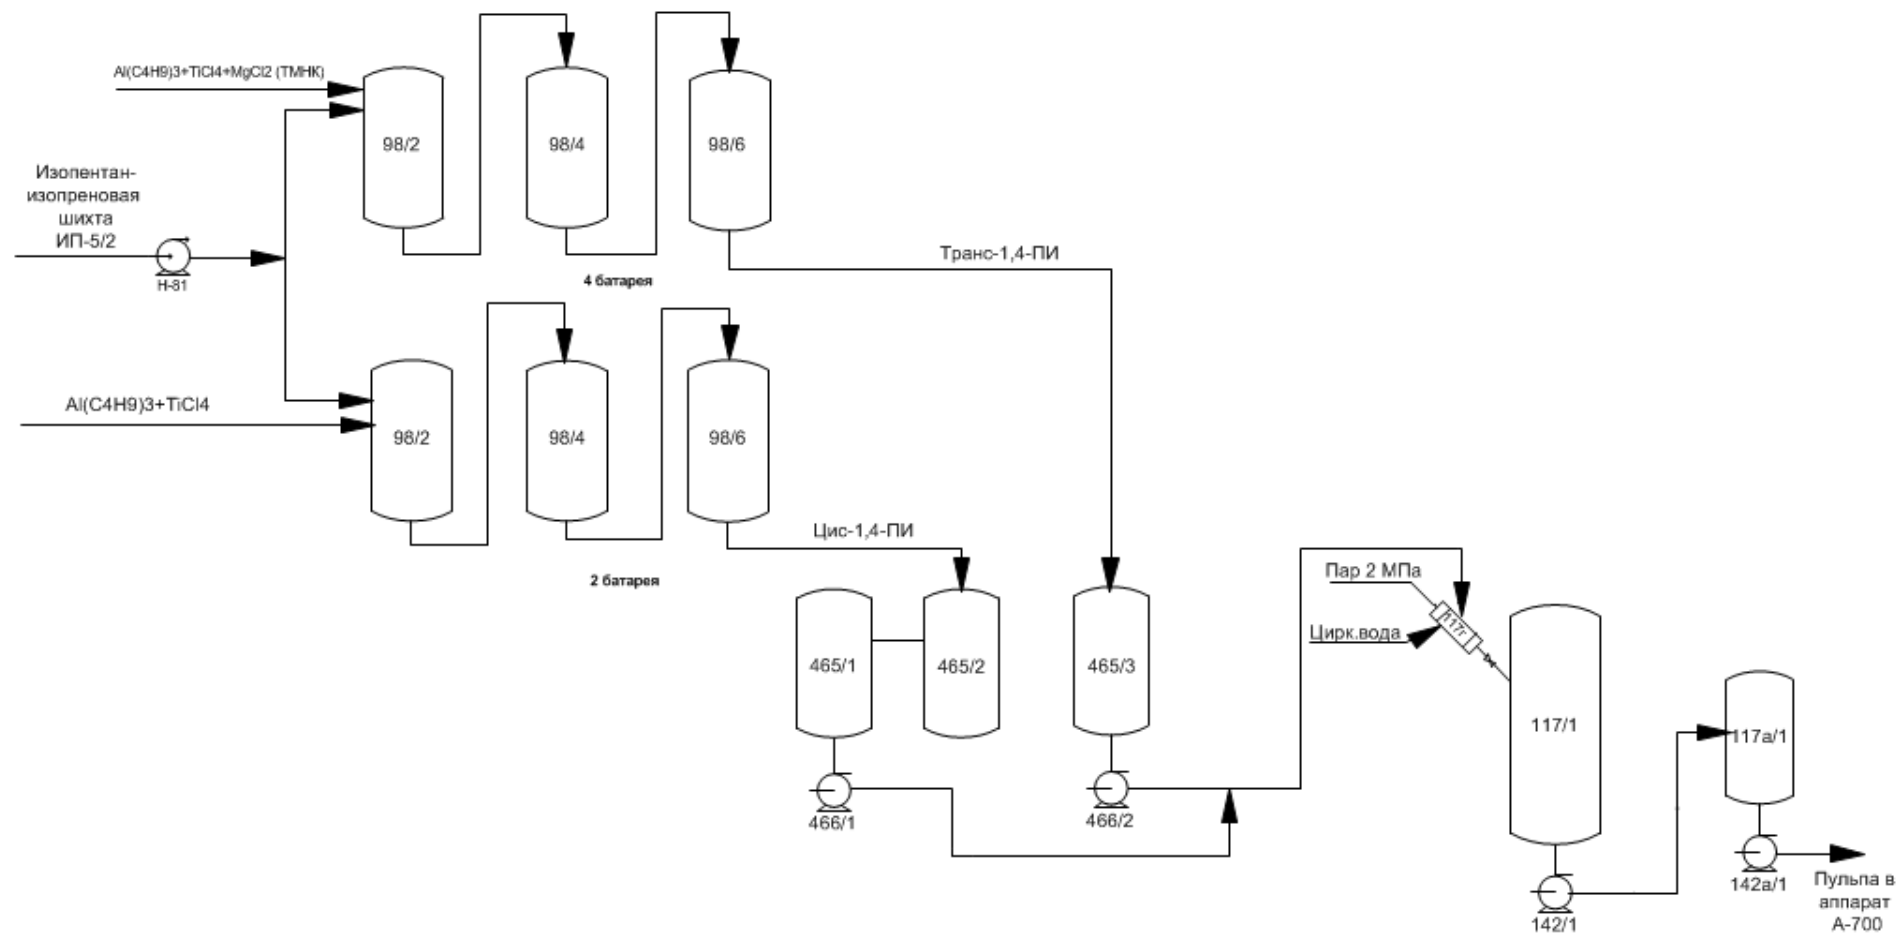 Al(C4H9)3+TiCl4+MgCl2 (ТМНК)
98/2
98/4
98/6
Изопентан-
изопреновая
шихта
ИП-5/2
Н-81
4 батарея
Транс-1,4-ПИ
Al(C4H9)3+TiCl4
98/2
98/4
98/6
Цис-1,4-ПИ
2 батарея
465/1
465/2
465/3
Пар 2 МПа
117г
Цирк.вода
117/1
117а/1
466/1
466/2
142/1
142а/1
Пульпа в
аппарат
А-700